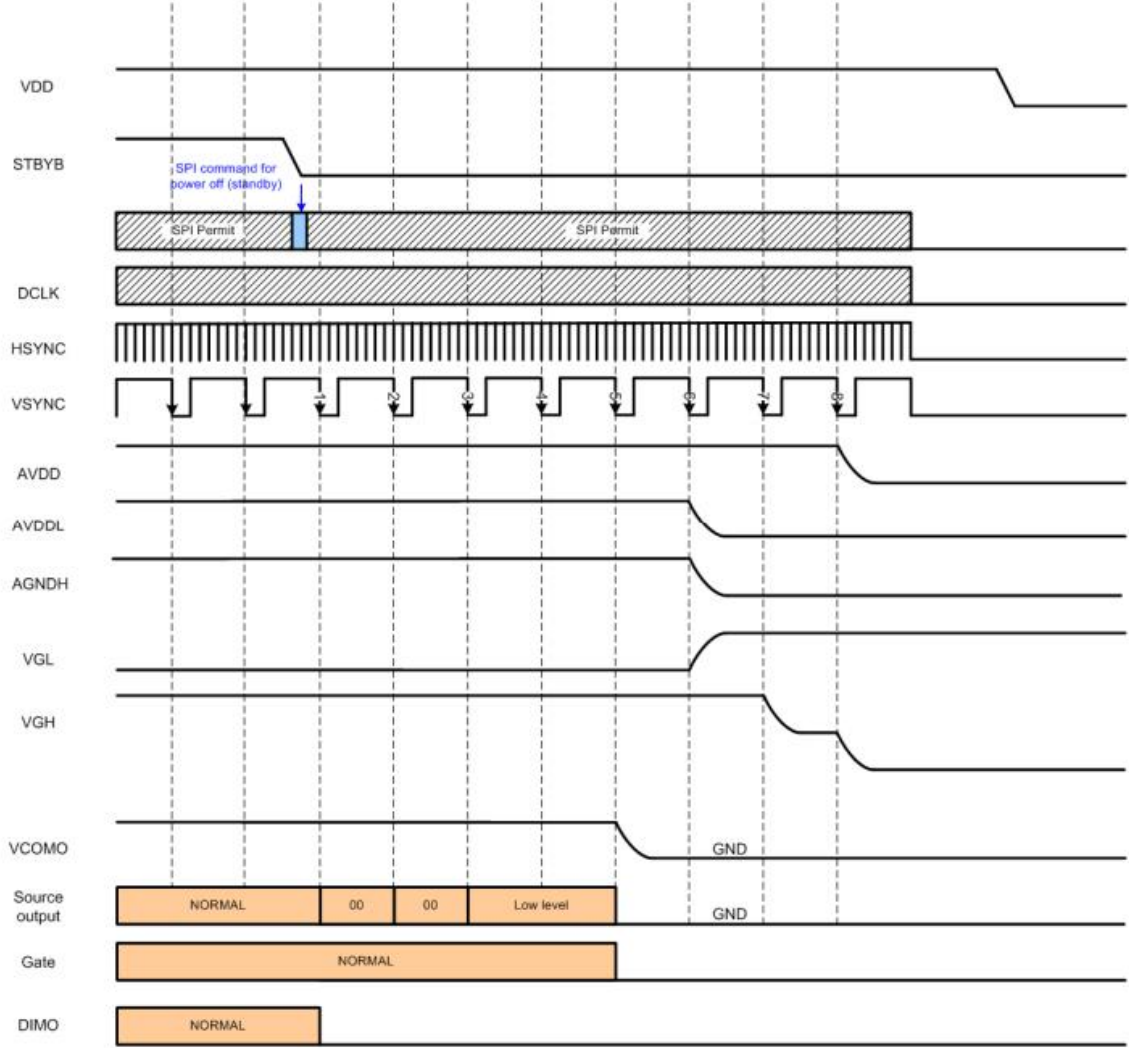 VDD
STBYB
SPI command for
power off (standby)
SPI Permit
SPI Permit
DCLK
HSYNC
VSYNC
1
2
3
4
5
6
7
8
AVDD
AVDDL
AGNDH
VGL
VGH
VCOMO
GND
Source
output
NORMAL
00
00
Low level
GND
Gate
NORMAL
DIMO
NORMAL